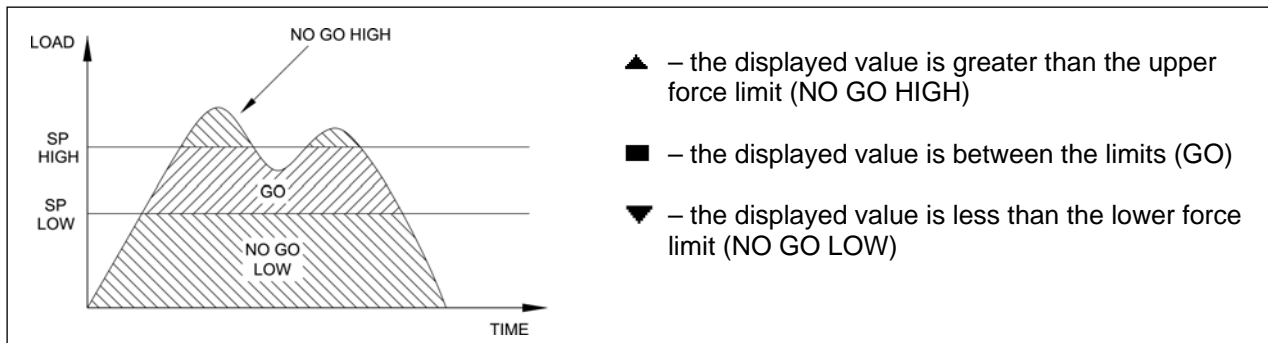 LOAD
NO GO HIGH
SP
HIGH
GO
SP
LOW
NO GO
LOW
TIME
▲ – the displayed value is greater than the upper
force limit (NO GO HIGH)
■ – the displayed value is between the limits (GO)
▼ – the displayed value is less than the lower force
limit (NO GO LOW)